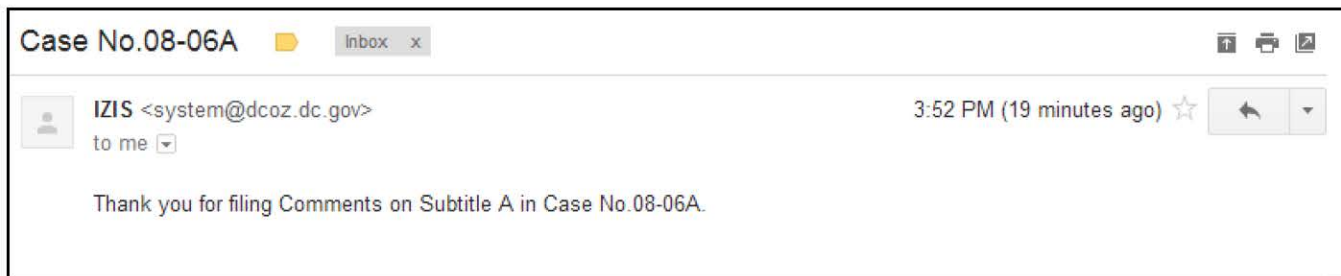 Case No.08-06A Inbox x
IZIS <system@dcoz.dc.gov> 3:52 PM (19 minutes ago)
to me
Thank you for filing Comments on Subtitle A in Case No.08-06A.